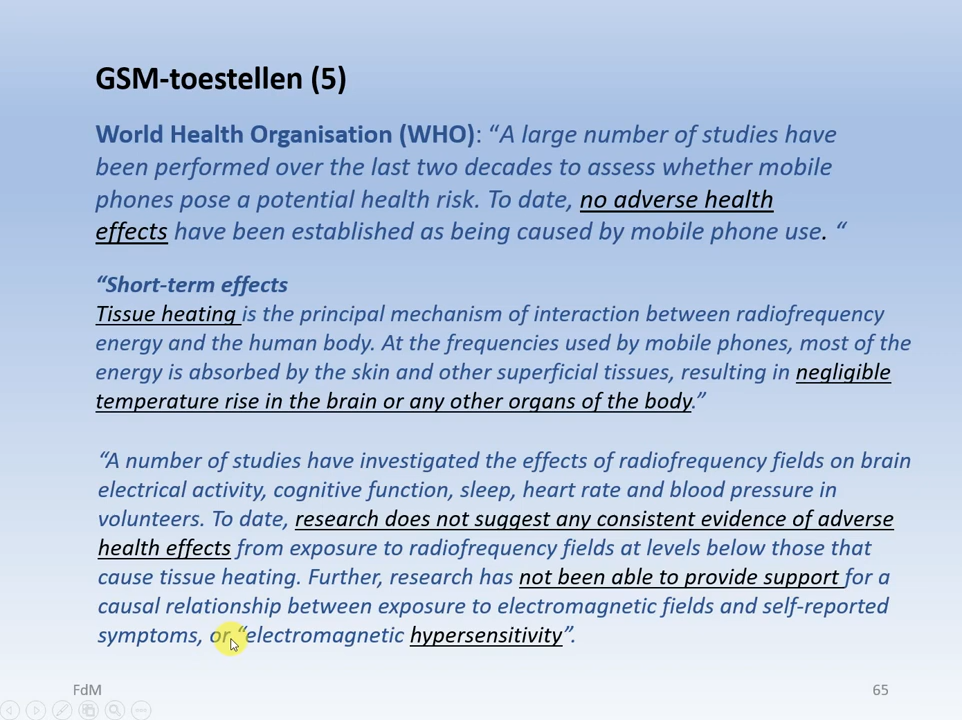 GSM-toestellen (5)
World Health Organisation (WHO): “A large number of studies have
been performed over the last two decades to assess whether mobile
phones pose a potential health risk. To date, no adverse health
effects have been established as being caused by mobile phone use. “
“Short-term effects
Tissue heating is the principal mechanism of interaction between radiofrequency
energy and the human body. At the frequencies used by mobile phones, most of the
energy is absorbed by the skin and other superficial tissues, resulting in negligible
temperature rise in the brain or any other organs of the body.”
“A number of studies have investigated the effects of radiofrequency fields on brain
electrical activity, cognitive function, sleep, heart rate and blood pressure in
volunteers. To date, research does not suggest any consistent evidence of adverse
health effects from exposure to radiofrequency fields at levels below those that
cause tissue heating. Further, research has not been able to provide support for a
causal relationship between exposure to electromagnetic fields and self-reported
symptoms, or “electromagnetic hypersensitivity”.
FdM 65